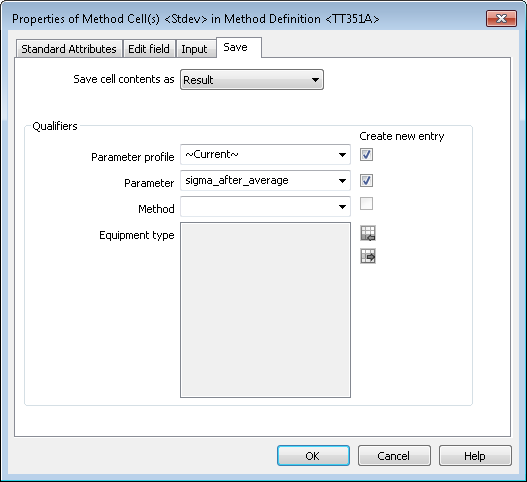 Properties of Method Cell(s) <Stdev> in Method Definition <TT351A>
Standard Attributes Edit field Input Save
Save cell contents as Result
Qualifiers
Create new entry
Parameter profile ~Current~
Parameter sigma_after_average
Method
Equipment type
OK Cancel Help